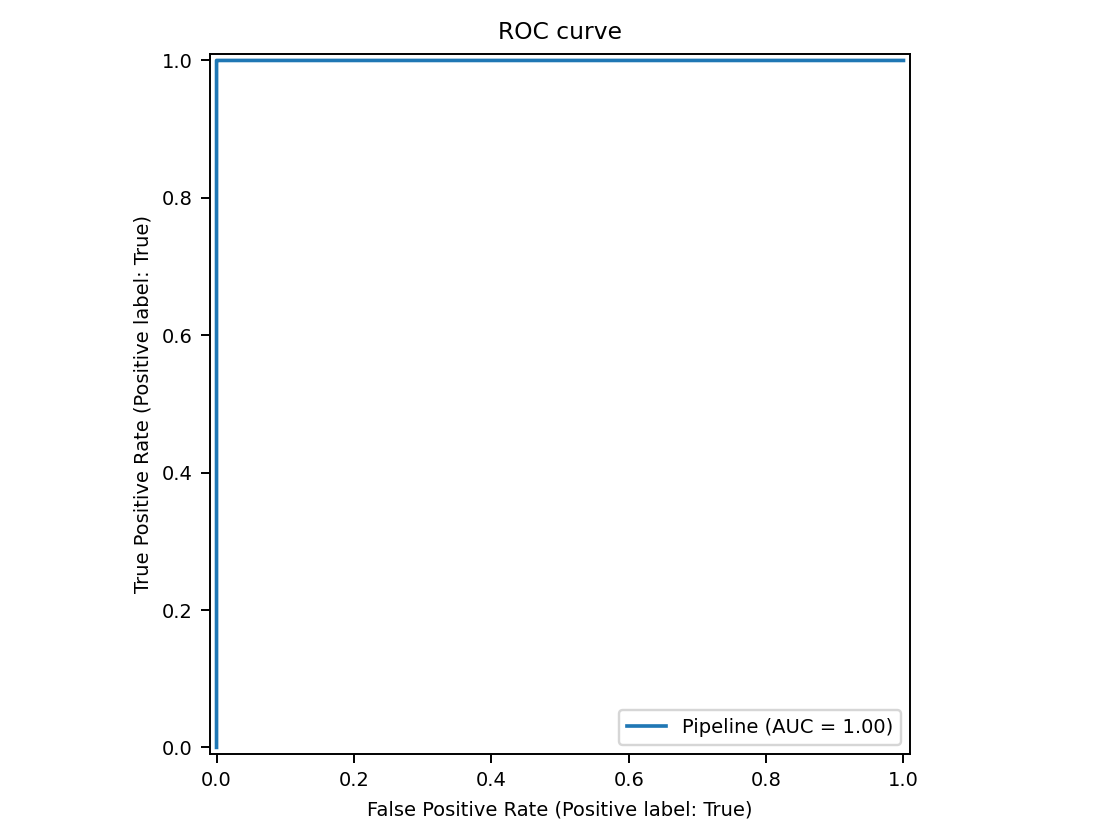 ROC curve
1.0
0.8
0.6
0.4
0.2
0.0
True Positive Rate (Positive label: True)
Pipeline (AUC = 1.00)
0.0 0.2 0.4 0.6 0.8 1.0
False Positive Rate (Positive label: True)